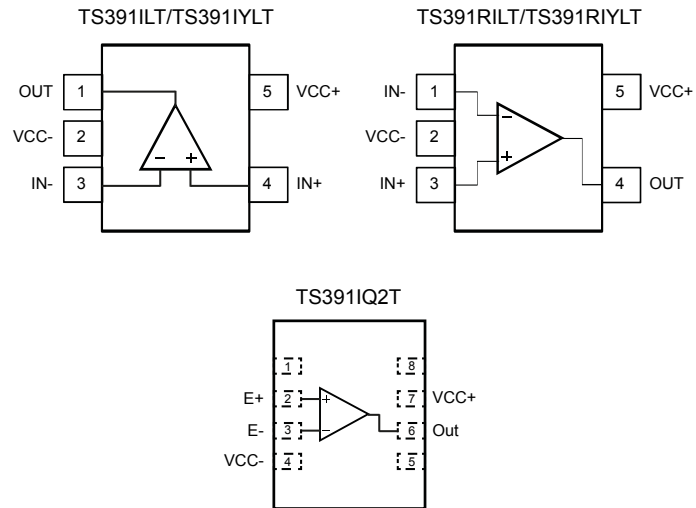 TS391ILT/TS391IYLT
OUT 1 5 VCC+
VCC- 2
- +
IN- 3 4 IN+
TS391RILT/TS391RIYLT
IN- 1 5 VCC+
-
VCC- 2
+
IN+ 3 4 OUT
TS391IQ2T
1 8
E+ 2 + 7 VCC+
E- 3 - 6 Out
VCC- 4 5